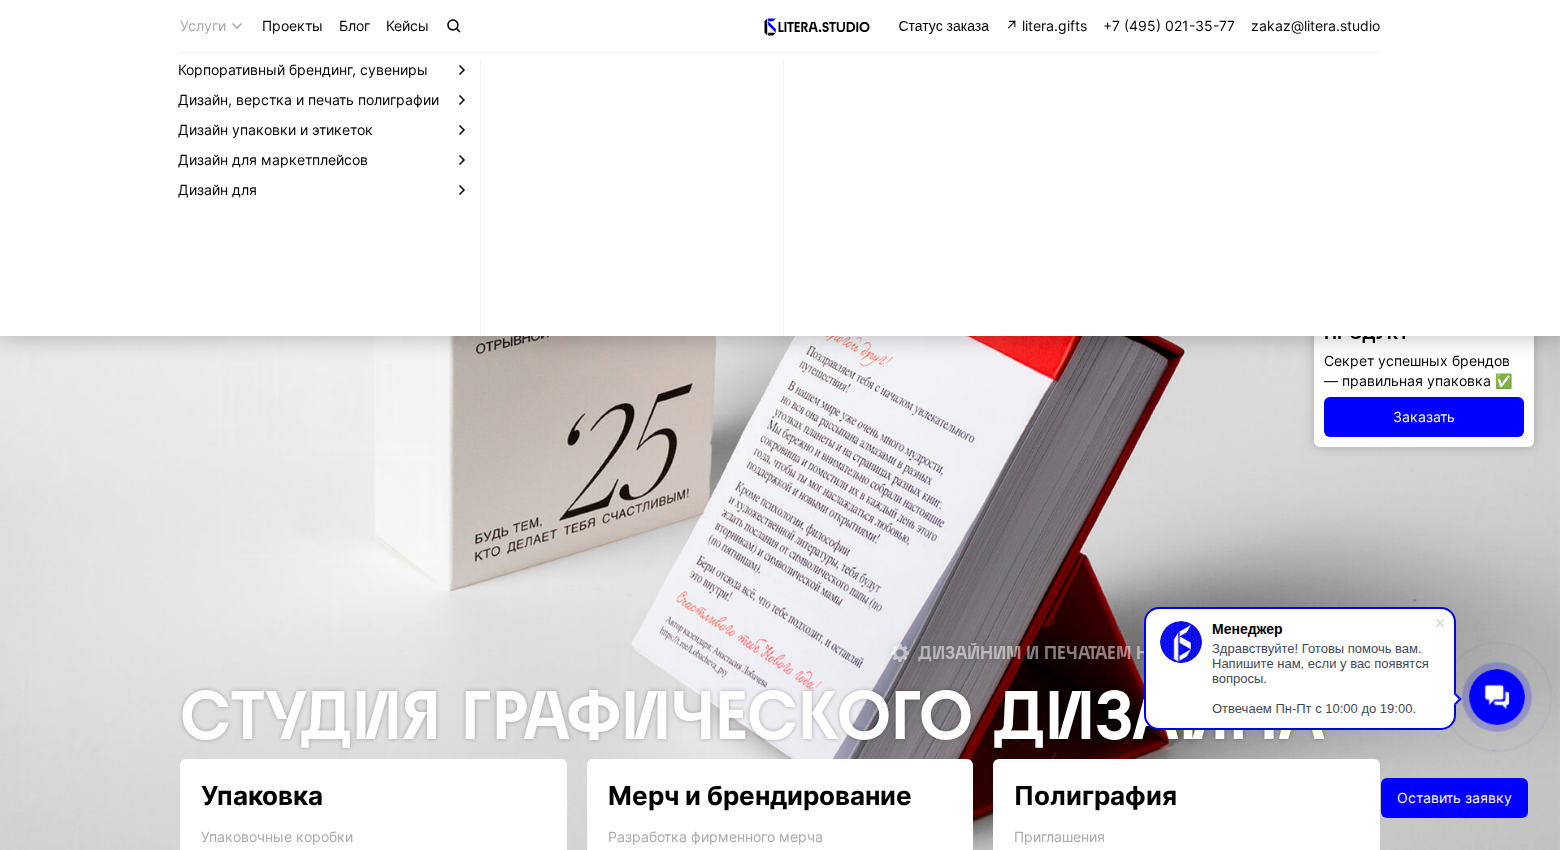 Услуги
Проекты
Блог
Кейсы
LITERA.STUDIO
Статус заказа
litera.gifts
+7 (495) 021-35-77
zakaz@litera.studio
Корпоративный брендинг, сувениры
Дизайн, верстка и печать полиграфии
Дизайн упаковки и этикеток
Дизайн для маркетплейсов
Дизайн для
Секрет успешных брендов
— правильная упаковка ✅
Заказать
ОТРЫВНОЙ
'25
БУДЬ ТЕМ,
КТО ДЕЛАЕТ ТЕБЯ СЧАСТЛИВЫМ!
Поздравляем тебя с началом увлекательного
путешествия!
В нашем мире уже очень много мудрости,
но вся она рассыпана алмазами в разных
уголках планеты и на страницах разных книг.
Мы бережно и внимательно собрали настоящие
сокровища и поместили их в каждый день этого
года, чтобы ты мог наслаждаться любовью,
поддержкой и новыми открытиями!
Кроме психологии, философии
и художественной литературы, тебя будут
ждать послания от символического папы (по
вторникам) и символической мамы
(по пятницам).
Бери отсюда всё, что тебе подходит, и оставляй
это внутри!
Счастливого тебе Нового года!
Автор календаря: Анастасия Лобачева
https://t.me/Lobacheva_psy
ДИЗАЙНИМ И ПЕЧАТАЕМ
СТУДИЯ ГРАФИЧЕСКОГО ДИЗАЙНА
Менеджер
Здравствуйте! Готовы помочь вам.
Напишите нам, если у вас появятся
вопросы.
Отвечаем Пн-Пт с 10:00 до 19:00.
Упаковка
Упаковочные коробки
Мерч и брендирование
Разработка фирменного мерча
Полиграфия
Приглашения
Оставить заявку